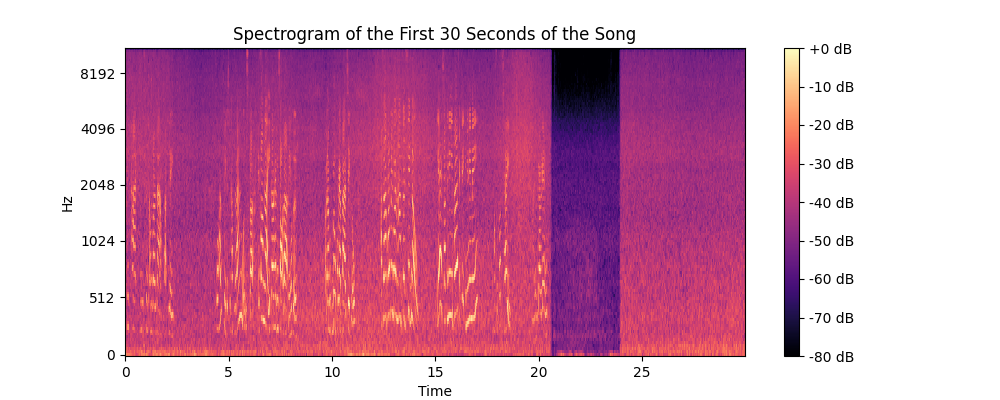 Spectrogram of the First 30 Seconds of the Song
8192
4096
2048
1024
512
0
Hz
0 5 10 15 20 25
Time
+0 dB
-10 dB
-20 dB
-30 dB
-40 dB
-50 dB
-60 dB
-70 dB
-80 dB